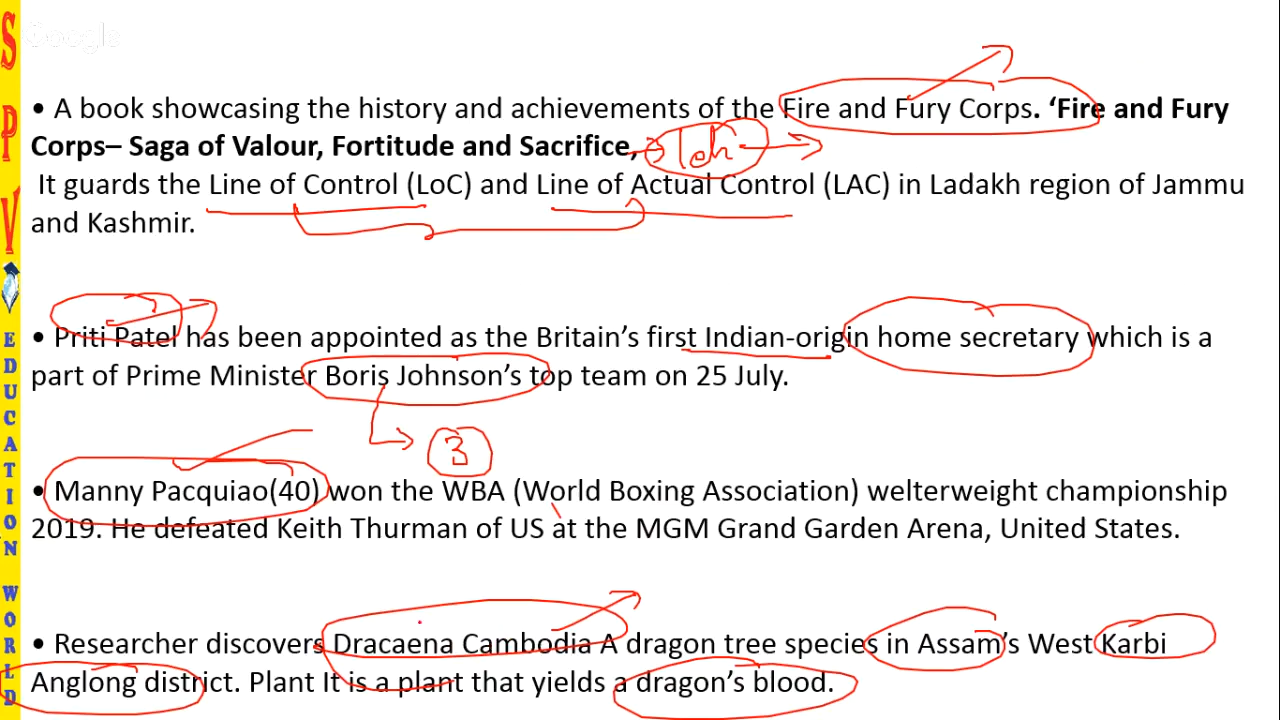 Google
• A book showcasing the history and achievements of the Fire and Fury Corps. ‘Fire and Fury
Corps– Saga of Valour, Fortitude and Sacrifice,
It guards the Line of Control (LoC) and Line of Actual Control (LAC) in Ladakh region of Jammu
and Kashmir.
• Priti Patel has been appointed as the Britain’s first Indian-origin home secretary which is a
part of Prime Minister Boris Johnson’s top team on 25 July.
3
• Manny Pacquiao(40) won the WBA (World Boxing Association) welterweight championship
2019. He defeated Keith Thurman of US at the MGM Grand Garden Arena, United States.
• Researcher discovers Dracaena Cambodia A dragon tree species in Assam’s West Karbi
Anglong district. Plant It is a plant that yields a dragon’s blood.
SPV EDUCATION WORLD